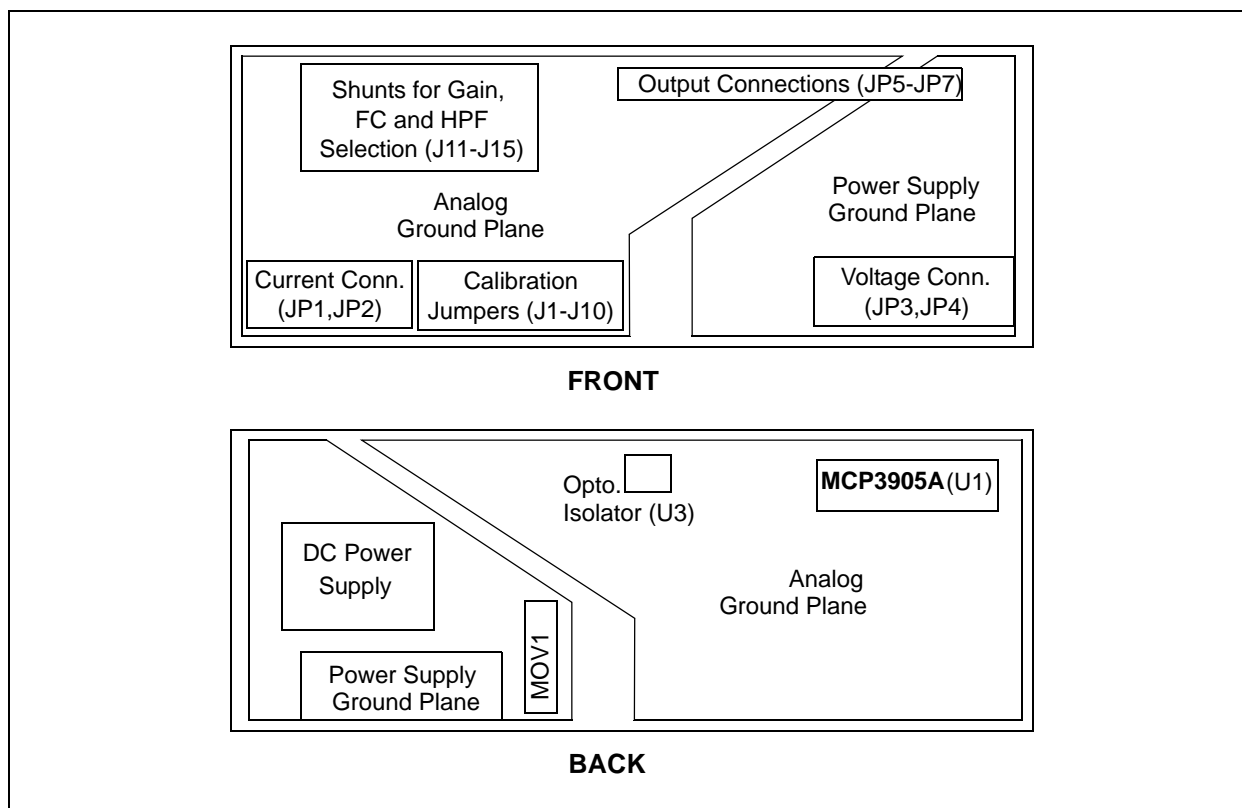 Shunts for Gain,
FC and HPF
Selection (J11-J15)
Output Connections (JP5-JP7)
Analog
Ground Plane
Power Supply
Ground Plane
Current Conn.
(JP1,JP2)
Calibration
Jumpers (J1-J10)
Voltage Conn.
(JP3,JP4)
FRONT
Opto.
Isolator (U3)
MCP3905A(U1)
DC Power
Supply
Analog
Ground Plane
MOV1
Power Supply
Ground Plane
BACK